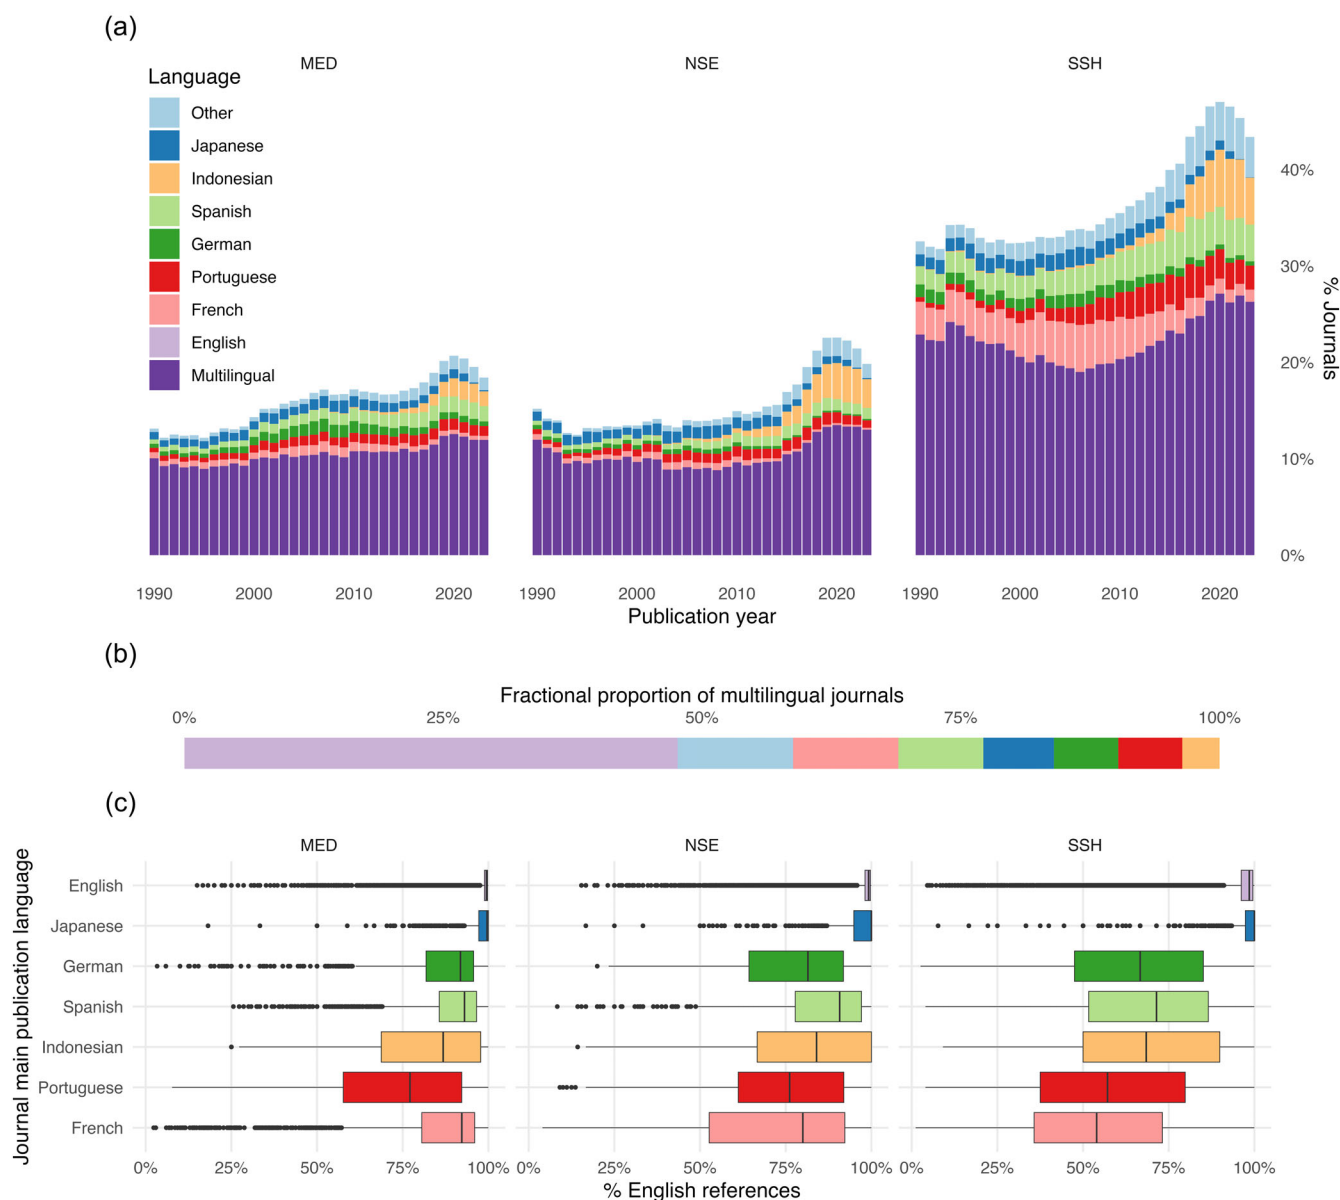 (a)
MED NSE SSH
Language
Other
Japanese
Indonesian
Spanish
German
Portuguese
French
English
Multilingual
40%
30%
20%
10%
0%
% Journals
1990 2000 2010 2020 1990 2000 2010 2020 1990 2000 2010 2020
Publication year
(b)
Fractional proportion of multilingual journals
0% 25% 50% 75% 100%
(c)
MED NSE SSH
Journal main publication language
English
Japanese
German
Spanish
Indonesian
Portuguese
French
0% 25% 50% 75% 100% 0% 25% 50% 75% 100% 0% 25% 50% 75% 100%
% English references